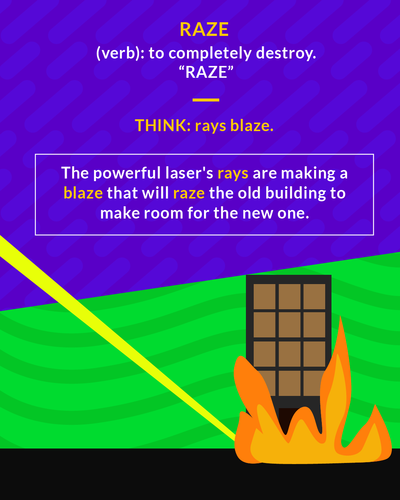 RAZE
(verb): to completely destroy.
“RAZE”
THINK: rays blaze.
The powerful laser's rays are making a
blaze that will raze the old building to
make room for the new one.